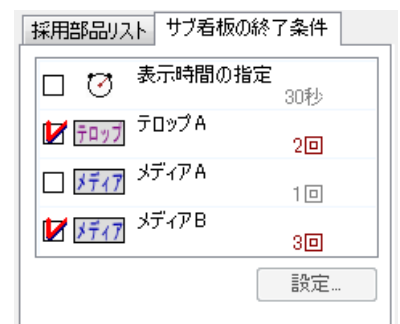 採用部品リスト サブ看板の終了条件
表示時間の指定
30秒
テロップ テロップA
2回
メディア メディアA
1回
メディア メディアB
3回
設定...